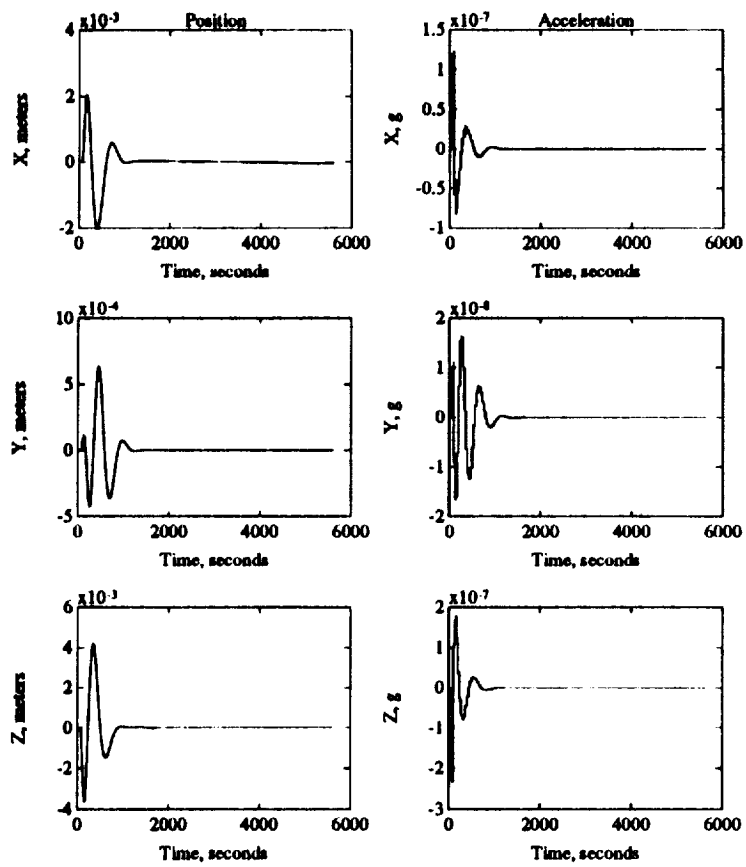 Position
x10-3
4
2
0
-2
X, meters
0 2000 4000 6000
Time, seconds
Acceleration
x10-7
1.5
1
0.5
0
-0.5
-1
X, g
0 2000 4000 6000
Time, seconds
x10-4
10
5
0
-5
Y, meters
0 2000 4000 6000
Time, seconds
x10-8
2
1
0
-1
-2
Y, g
0 2000 4000 6000
Time, seconds
x10-3
6
4
2
0
-2
-4
Z, meters
0 2000 4000 6000
Time, seconds
x10-7
2
1
0
-1
-2
-3
Z, g
0 2000 4000 6000
Time, seconds